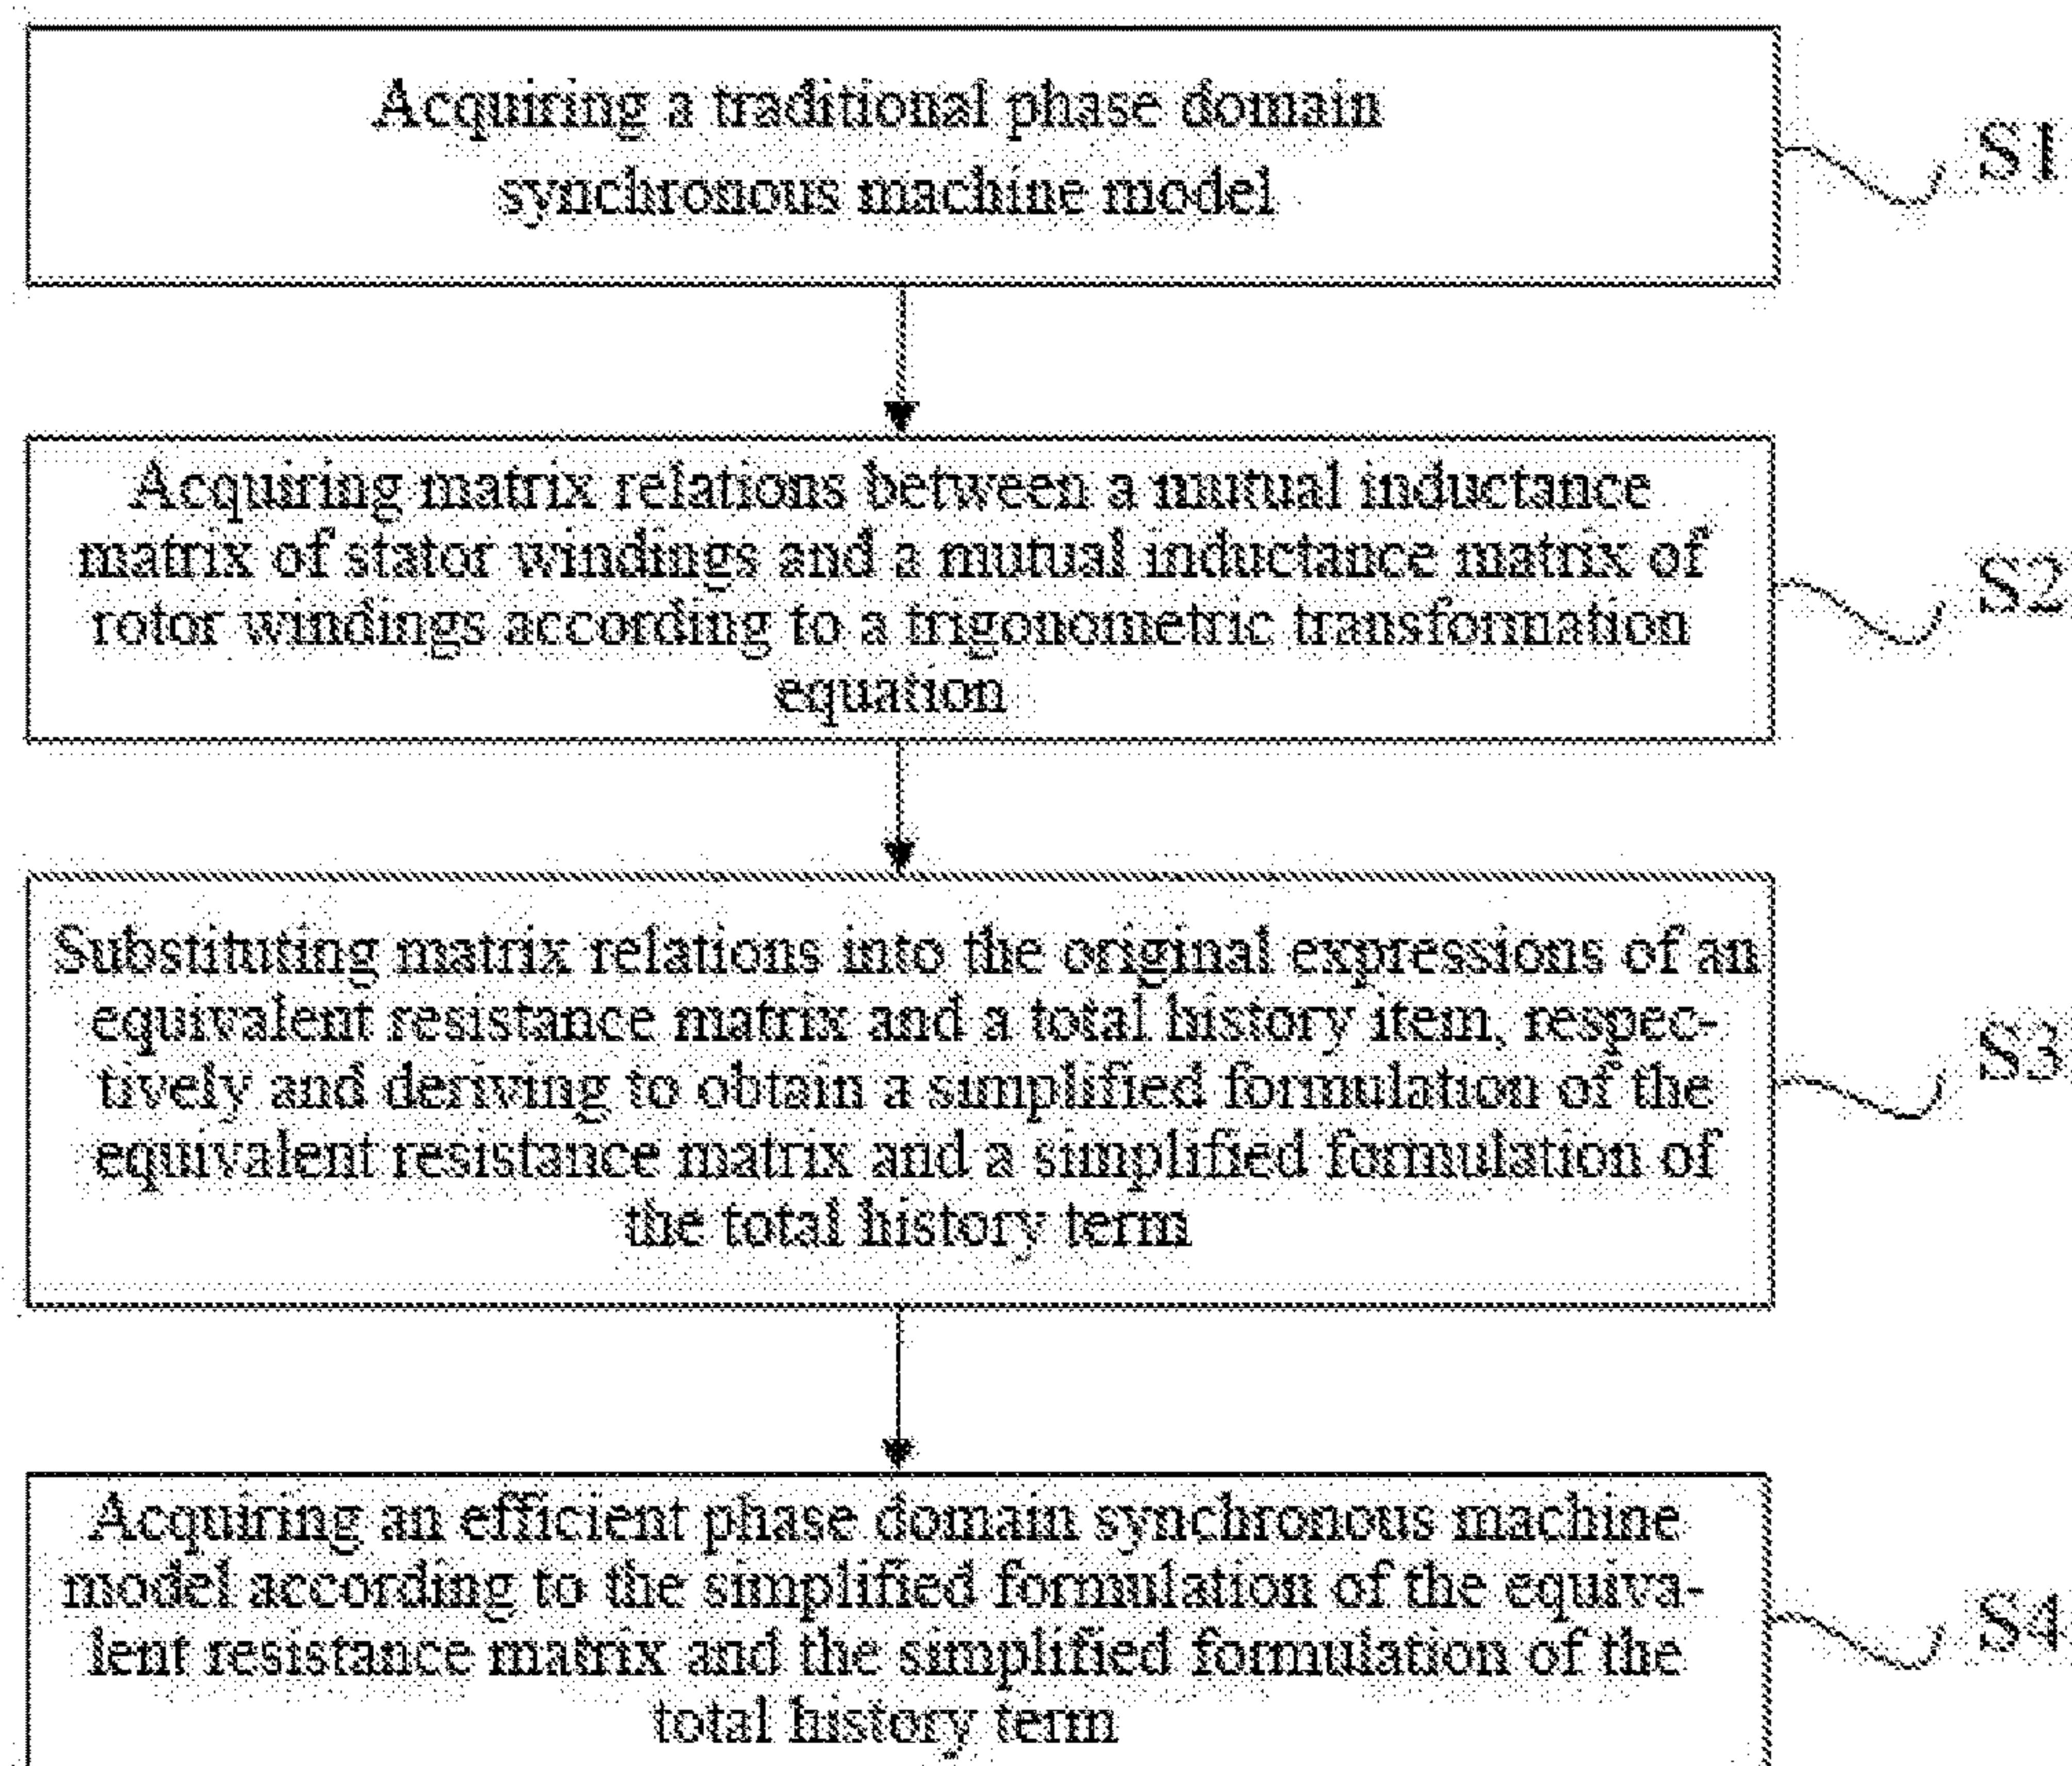 Acquiring a traditional phase domain
synchronous machine model
S1
Acquiring matrix relations between a mutual inductance
matrix of stator windings and a mutual inductance matrix of
rotor windings according to a trigonometric transformation
equation
S2
Substituting matrix relations into the original expressions of an
equivalent resistance matrix and a total history item, respec-
tively and deriving to obtain a simplified formulation of the
equivalent resistance matrix and a simplified formulation of
the total history term
S3
Acquiring an efficient phase domain synchronous machine
model according to the simplified formulation of the equiva-
lent resistance matrix and the simplified formulation of the
total history term
S4